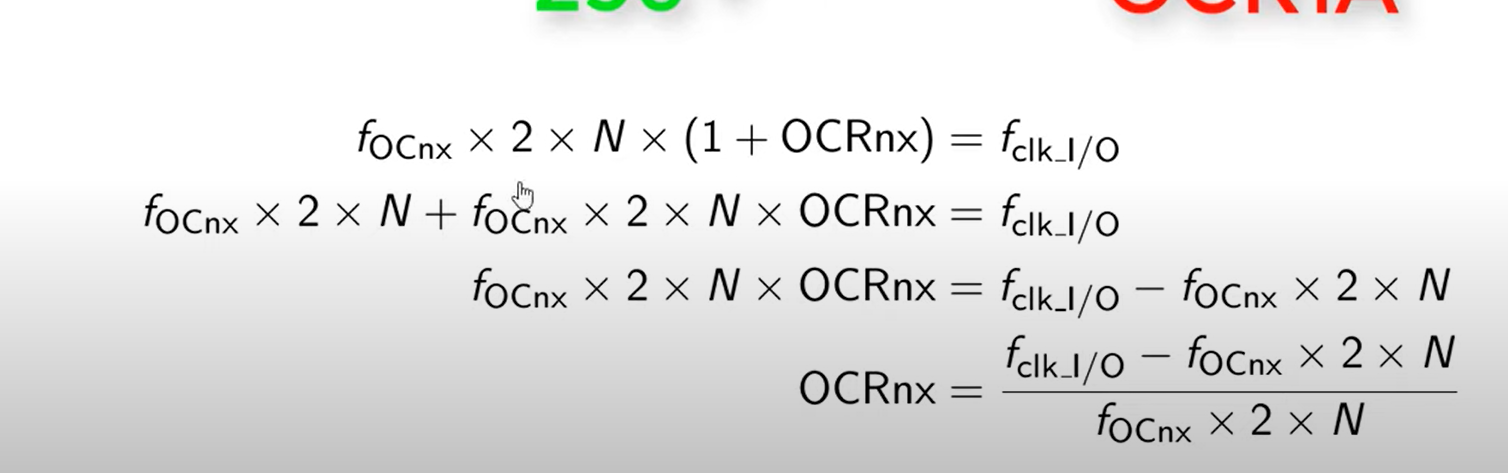 OCR1A
f_OCnx × 2 × N × (1 + OCRnx) = f_clk_I/O
f_OCnx × 2 × N + f_OCnx × 2 × N × OCRnx = f_clk_I/O
f_OCnx × 2 × N × OCRnx = f_clk_I/O − f_OCnx × 2 × N
OCRnx = (f_clk_I/O − f_OCnx × 2 × N) / (f_OCnx × 2 × N)